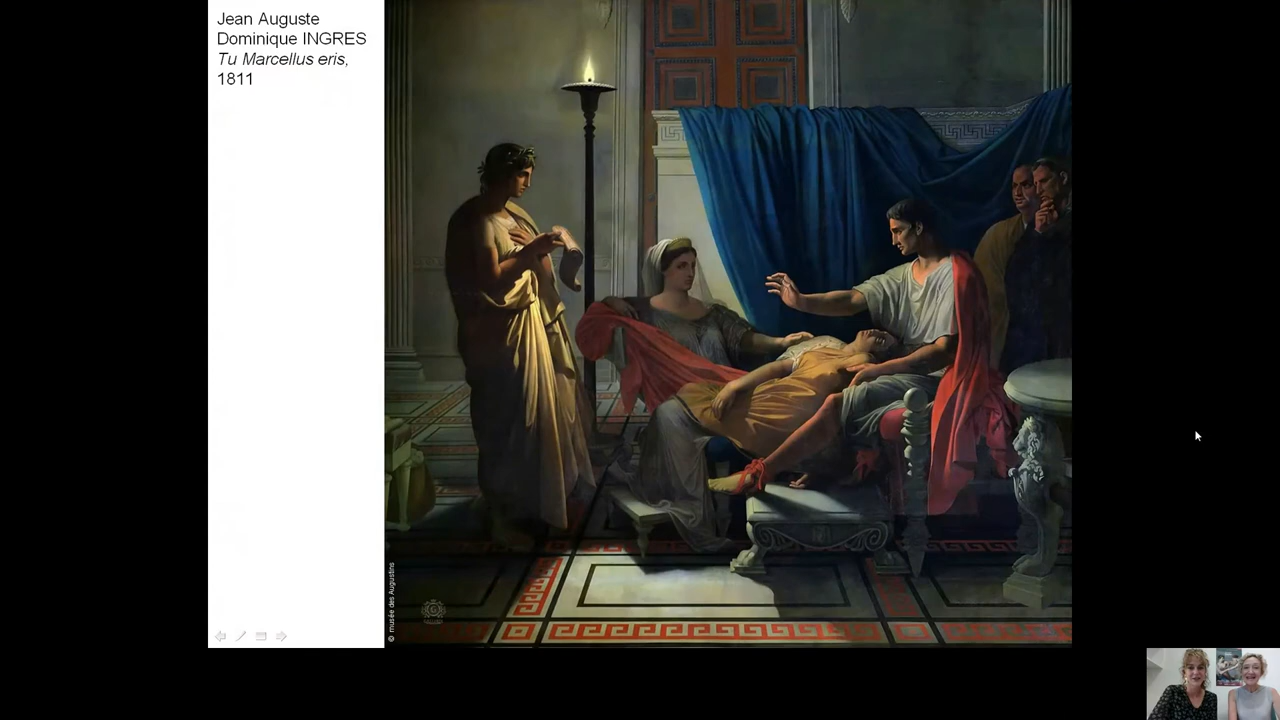 Jean Auguste
Dominique INGRES
Tu Marcellus eris,
1811
© musée des Augustins